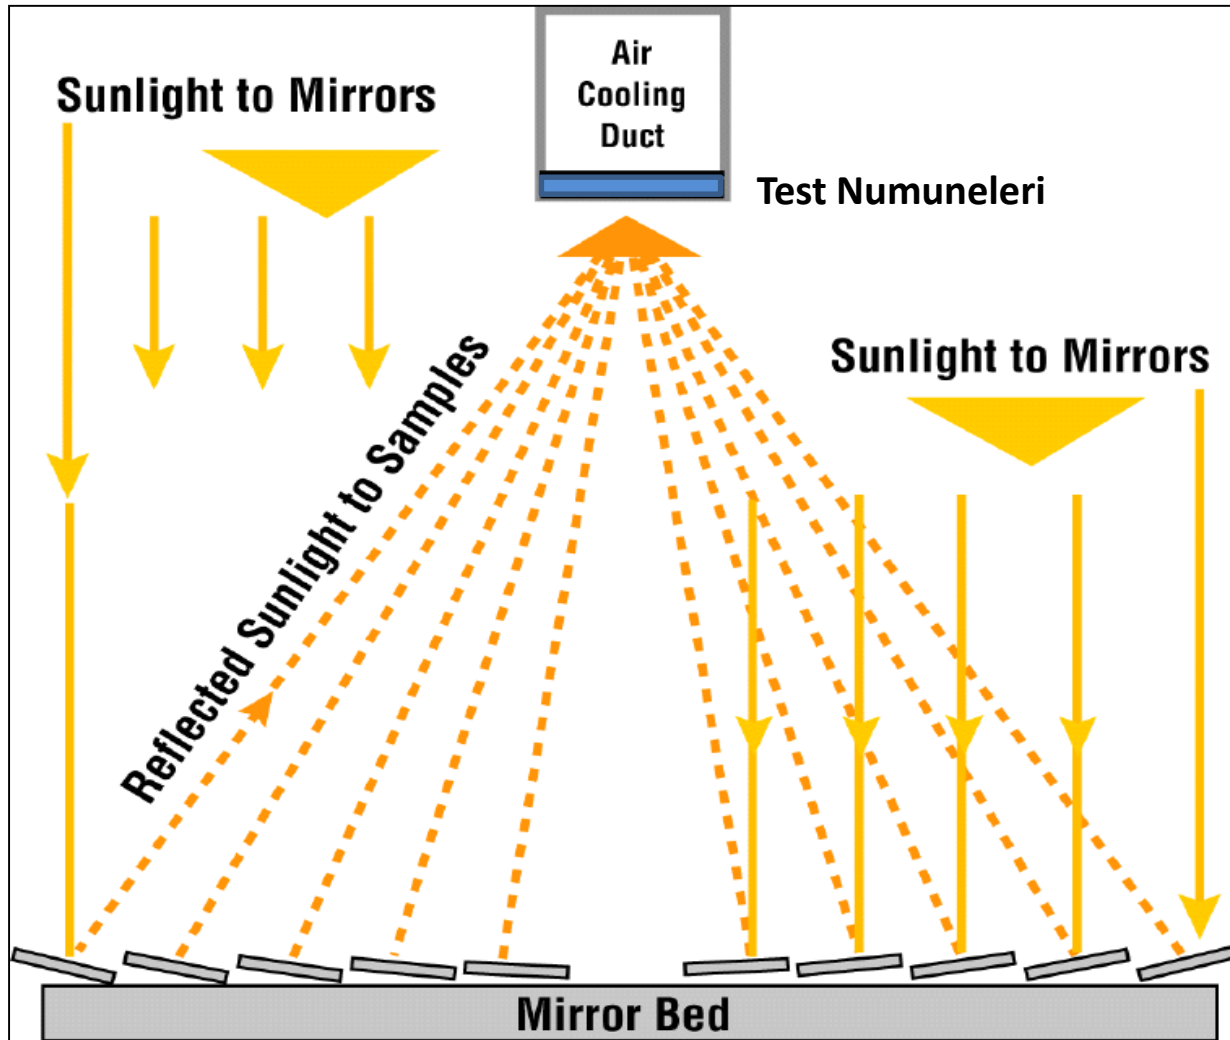 Air
Cooling
Duct
Sunlight to Mirrors
Test Numuneleri
Sunlight to Mirrors
Reflected Sunlight to Samples
Mirror Bed